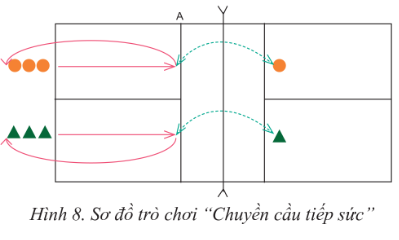 A
Hình 8. Sơ đồ trò chơi “Chuyền cầu tiếp sức”